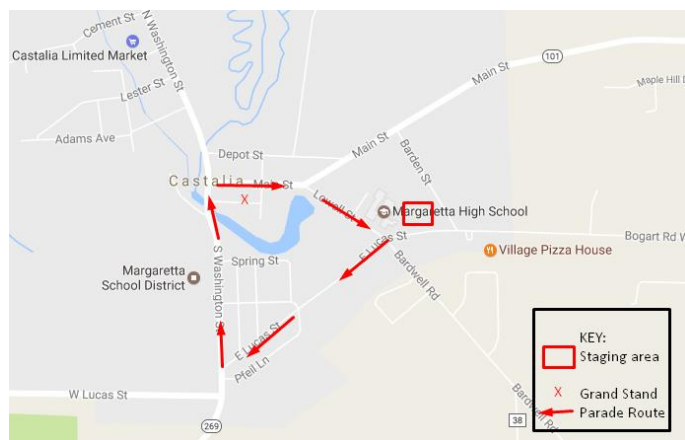 Cement St
N Washington St
Castalia Limited Market
Lester St
Adams Ave
Main St
101
Maple Hill L
Depot St
Main St
Barden St
Castalia
Main St
X
Lowell St
Margaretta High School
E Lucas St
Bogart Rd W
Village Pizza House
Spring St
S Washington St
Margaretta
School District
Bardwell Rd
E Lucas St
Pfeil Ln
W Lucas St
269
Bardwell Rd
38
KEY:
Staging area
X Grand Stand
Parade Route